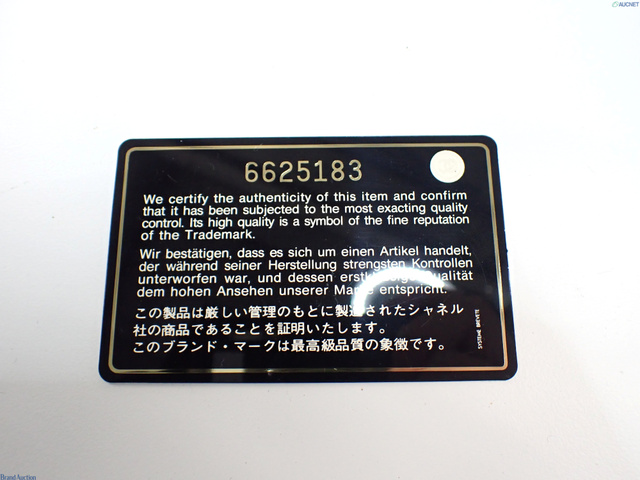 AUCNET
6625183
We certify the authenticity of this item and confirm
that it has been subjected to the most exacting quality
control. Its high quality is a symbol of the fine reputation
of the Trademark.
Wir bestätigen, dass es sich um einen Artikel handelt,
der während seiner Herstellung strengsten Kontrollen
unterworfen war, und dessen Qualität
dem hohen Ansehen unserer entspricht.
この製品は厳しい管理のもとに製造されたシャネル
社の商品であることを証明いたします。
このブランド・マークは最高級品質の象徴です。
SYSTEME BREVETE
Brand Auction